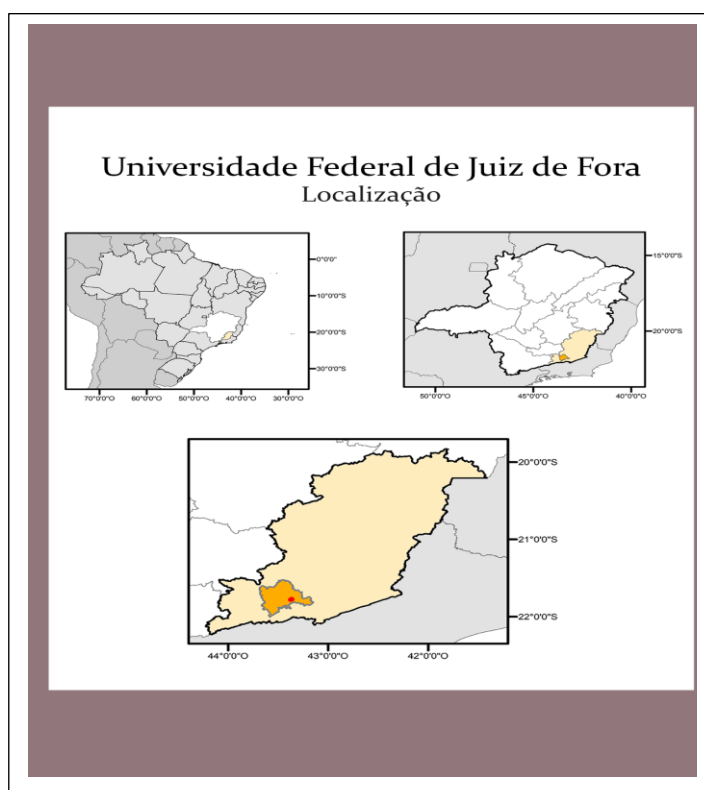 Universidade Federal de Juiz de Fora
Localização
0°0'0"
10°0'0"S
20°0'0"S
30°0'0"S
70°0'0"O 60°0'0"O 50°0'0"O 40°0'0"O 30°0'0"O
15°0'0"S
20°0'0"S
50°0'0"O 45°0'0"O 40°0'0"O
20°0'0"S
21°0'0"S
22°0'0"S
44°0'0"O 43°0'0"O 42°0'0"O